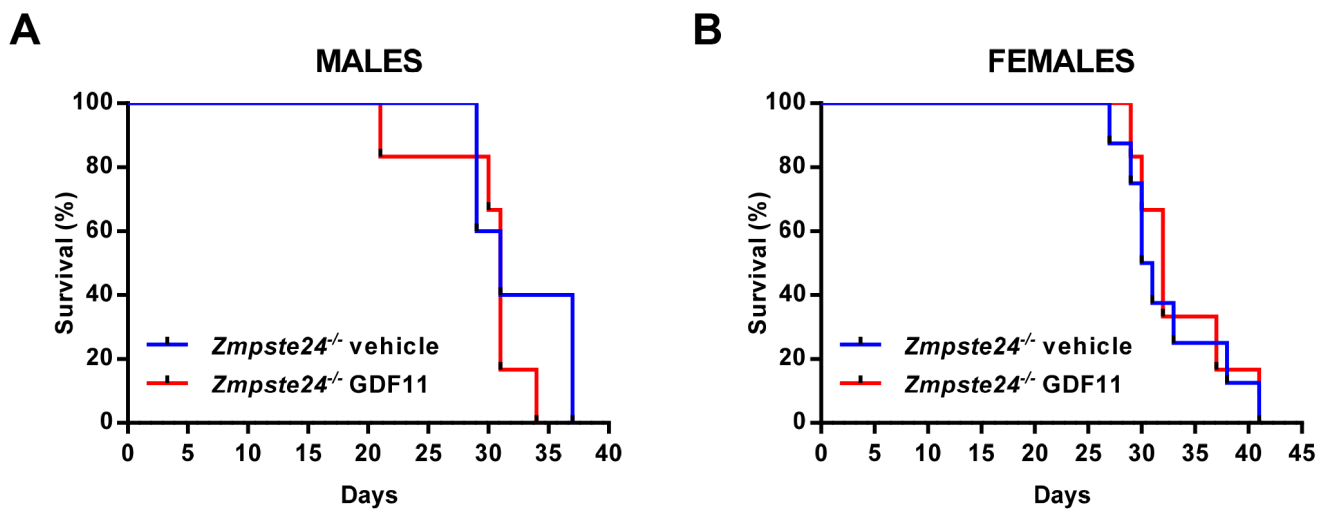 A
MALES
Survival (%)
100
80
60
40
20
0
Zmpste24-/- vehicle
Zmpste24-/- GDF11
0 5 10 15 20 25 30 35 40
Days
B
FEMALES
Survival (%)
100
80
60
40
20
0
Zmpste24-/- vehicle
Zmpste24-/- GDF11
0 5 10 15 20 25 30 35 40 45
Days